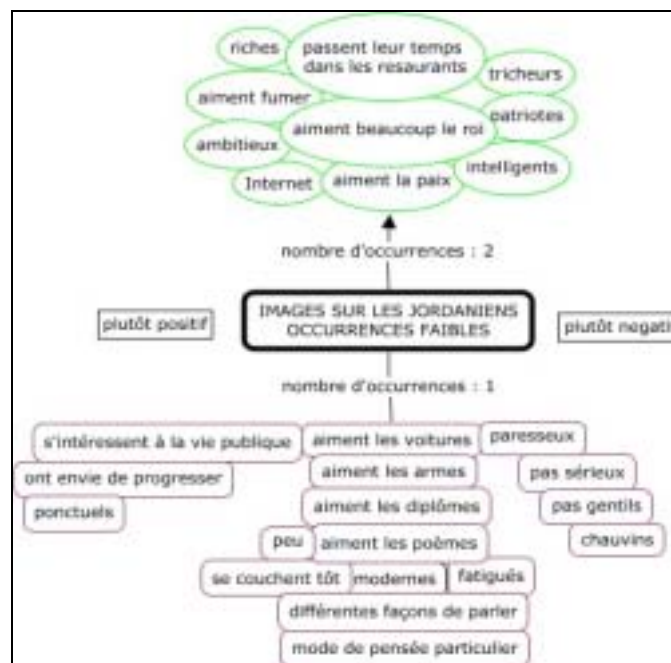 riches
passent leur temps
dans les resaurants
tricheurs
aiment fumer
patriotes
aiment beaucoup le roi
ambitieux
intelligents
Internet
aiment la paix
nombre d'occurrences : 2
IMAGES SUR LES JORDANIENS
OCCURRENCES FAIBLES
plutôt positif
plutôt negati
nombre d'occurrences : 1
s'intéressent à la vie publique
aiment les voitures
paresseux
ont envie de progresser
aiment les armes
pas sérieux
ponctuels
aiment les diplômes
pas gentils
peu
aiment les poèmes
chauvins
se couchent tôt
modernes
fatigués
différentes façons de parler
mode de pensée particulier